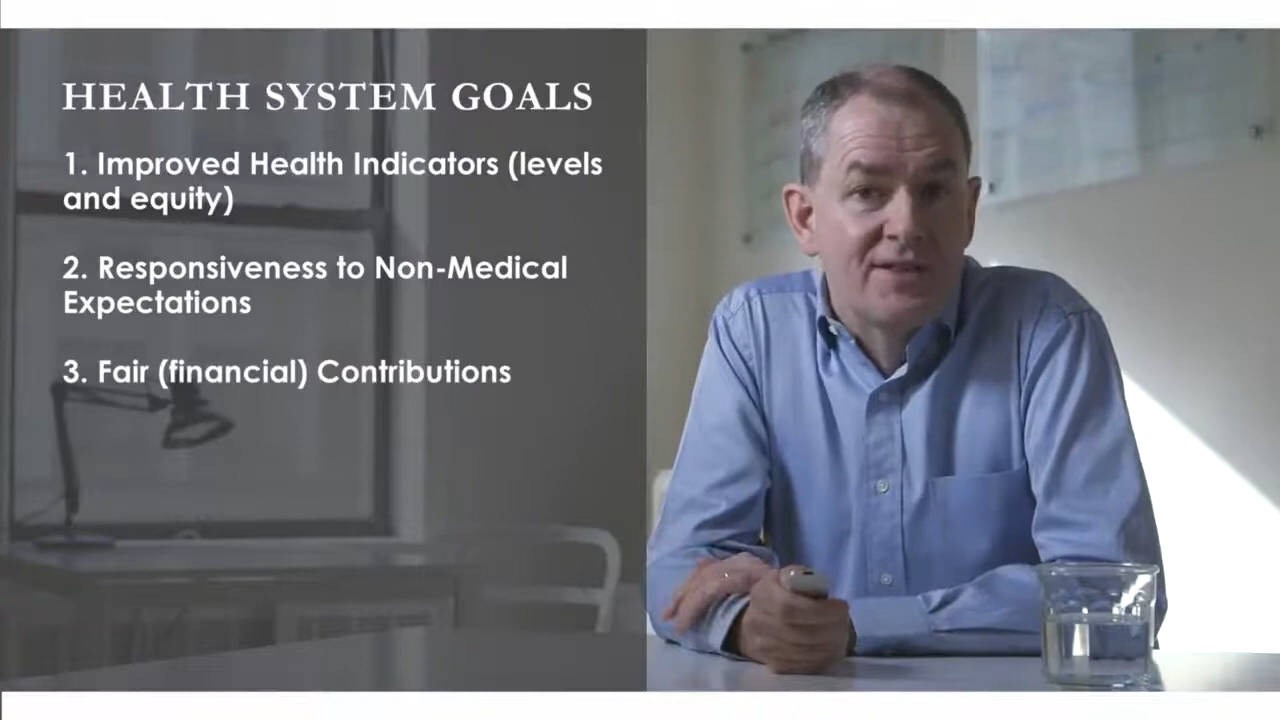 HEALTH SYSTEM GOALS
1. Improved Health Indicators (levels
and equity)
2. Responsiveness to Non-Medical
Expectations
3. Fair (financial) Contributions